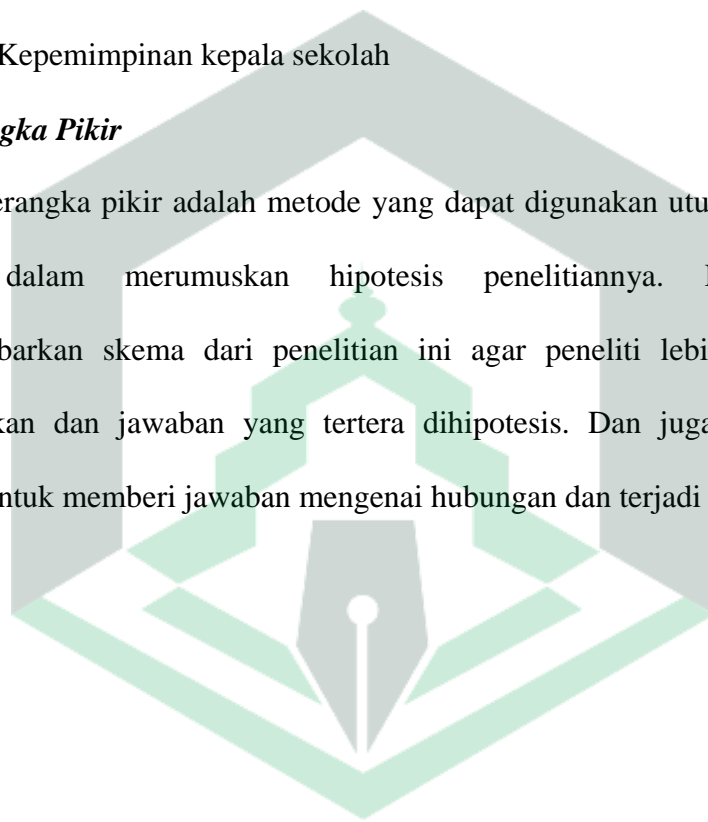 Kepemimpinan kepala sekolah
gka Pikir
erangka pikir adalah metode yang dapat digunakan utu
dalam merumuskan hipotesis penelitiannya.
barkan skema dari penelitian ini agar peneliti lebi
kan dan jawaban yang tertera dihipotesis. Dan juga
ntuk memberi jawaban mengenai hubungan dan terjadi